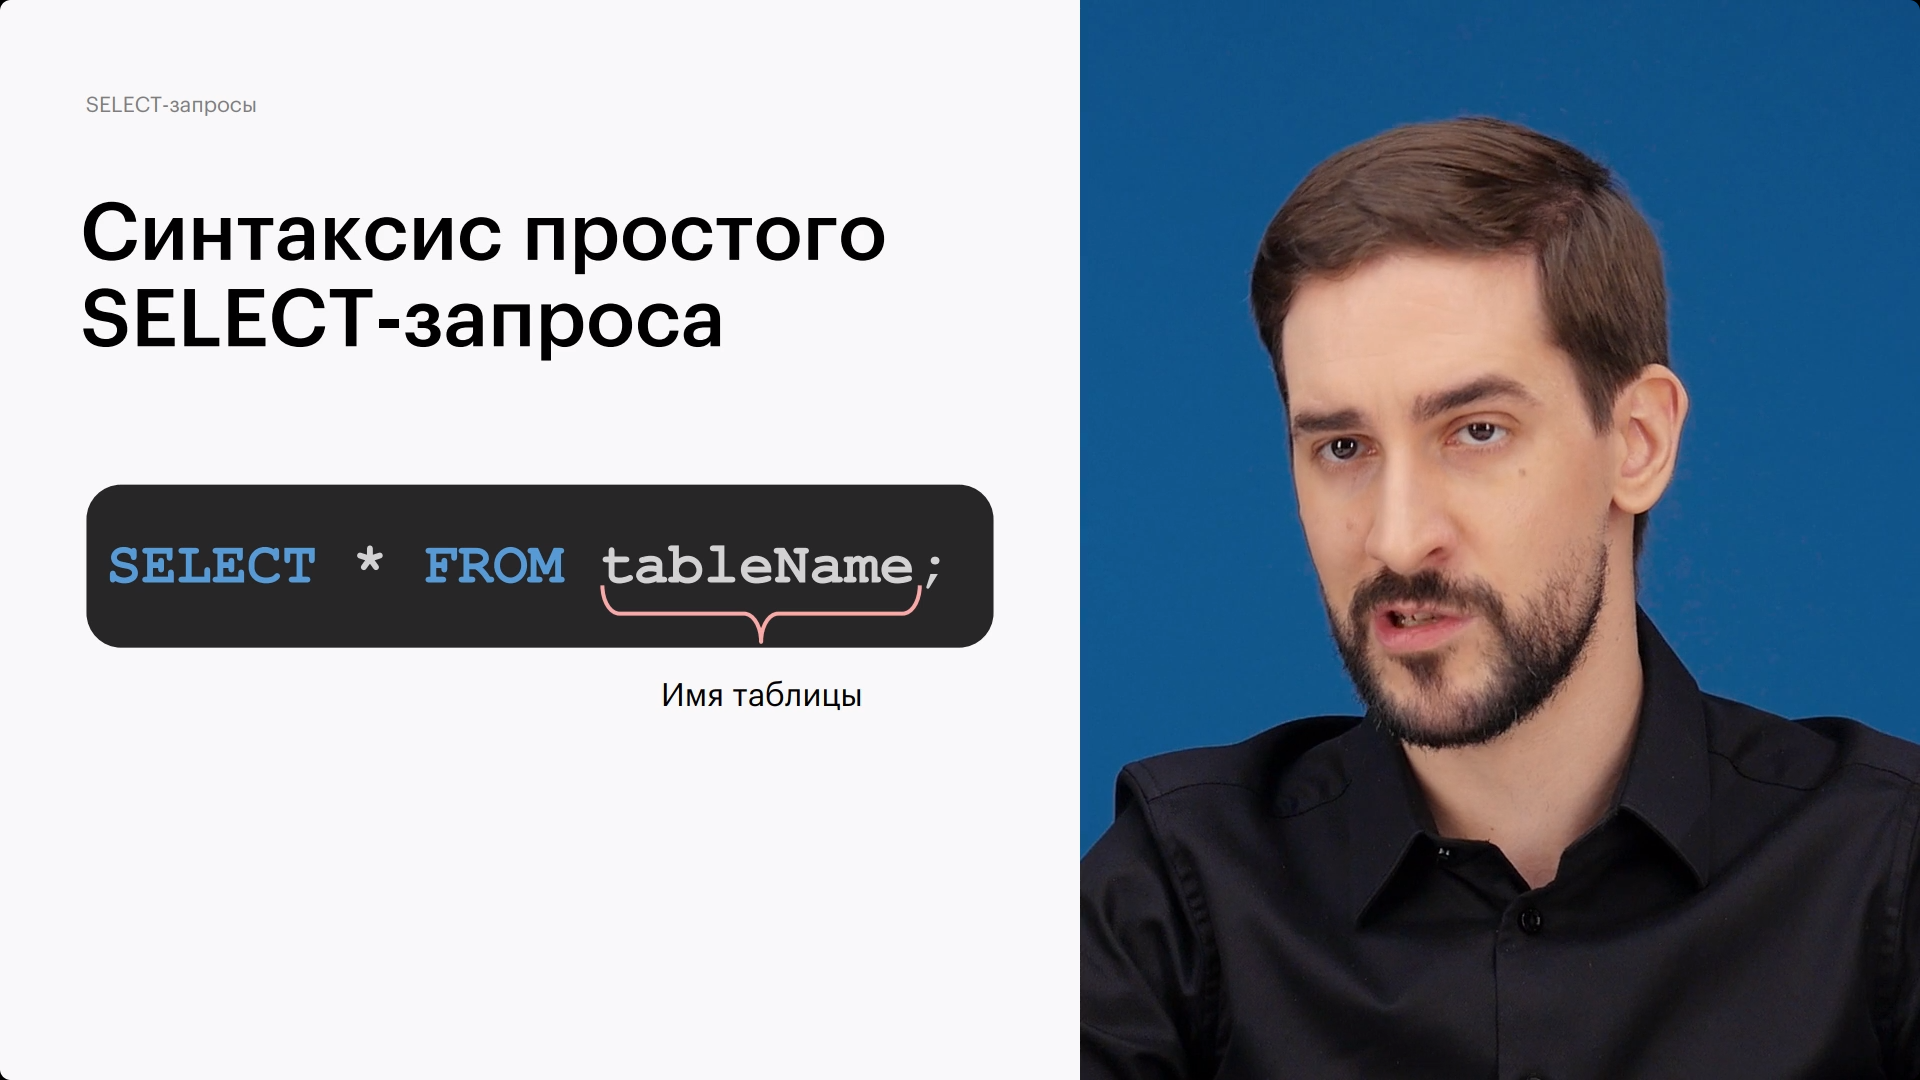 SELECT-запросы
Синтаксис простого
SELECT-запроса
SELECT * FROM tableName;
Имя таблицы